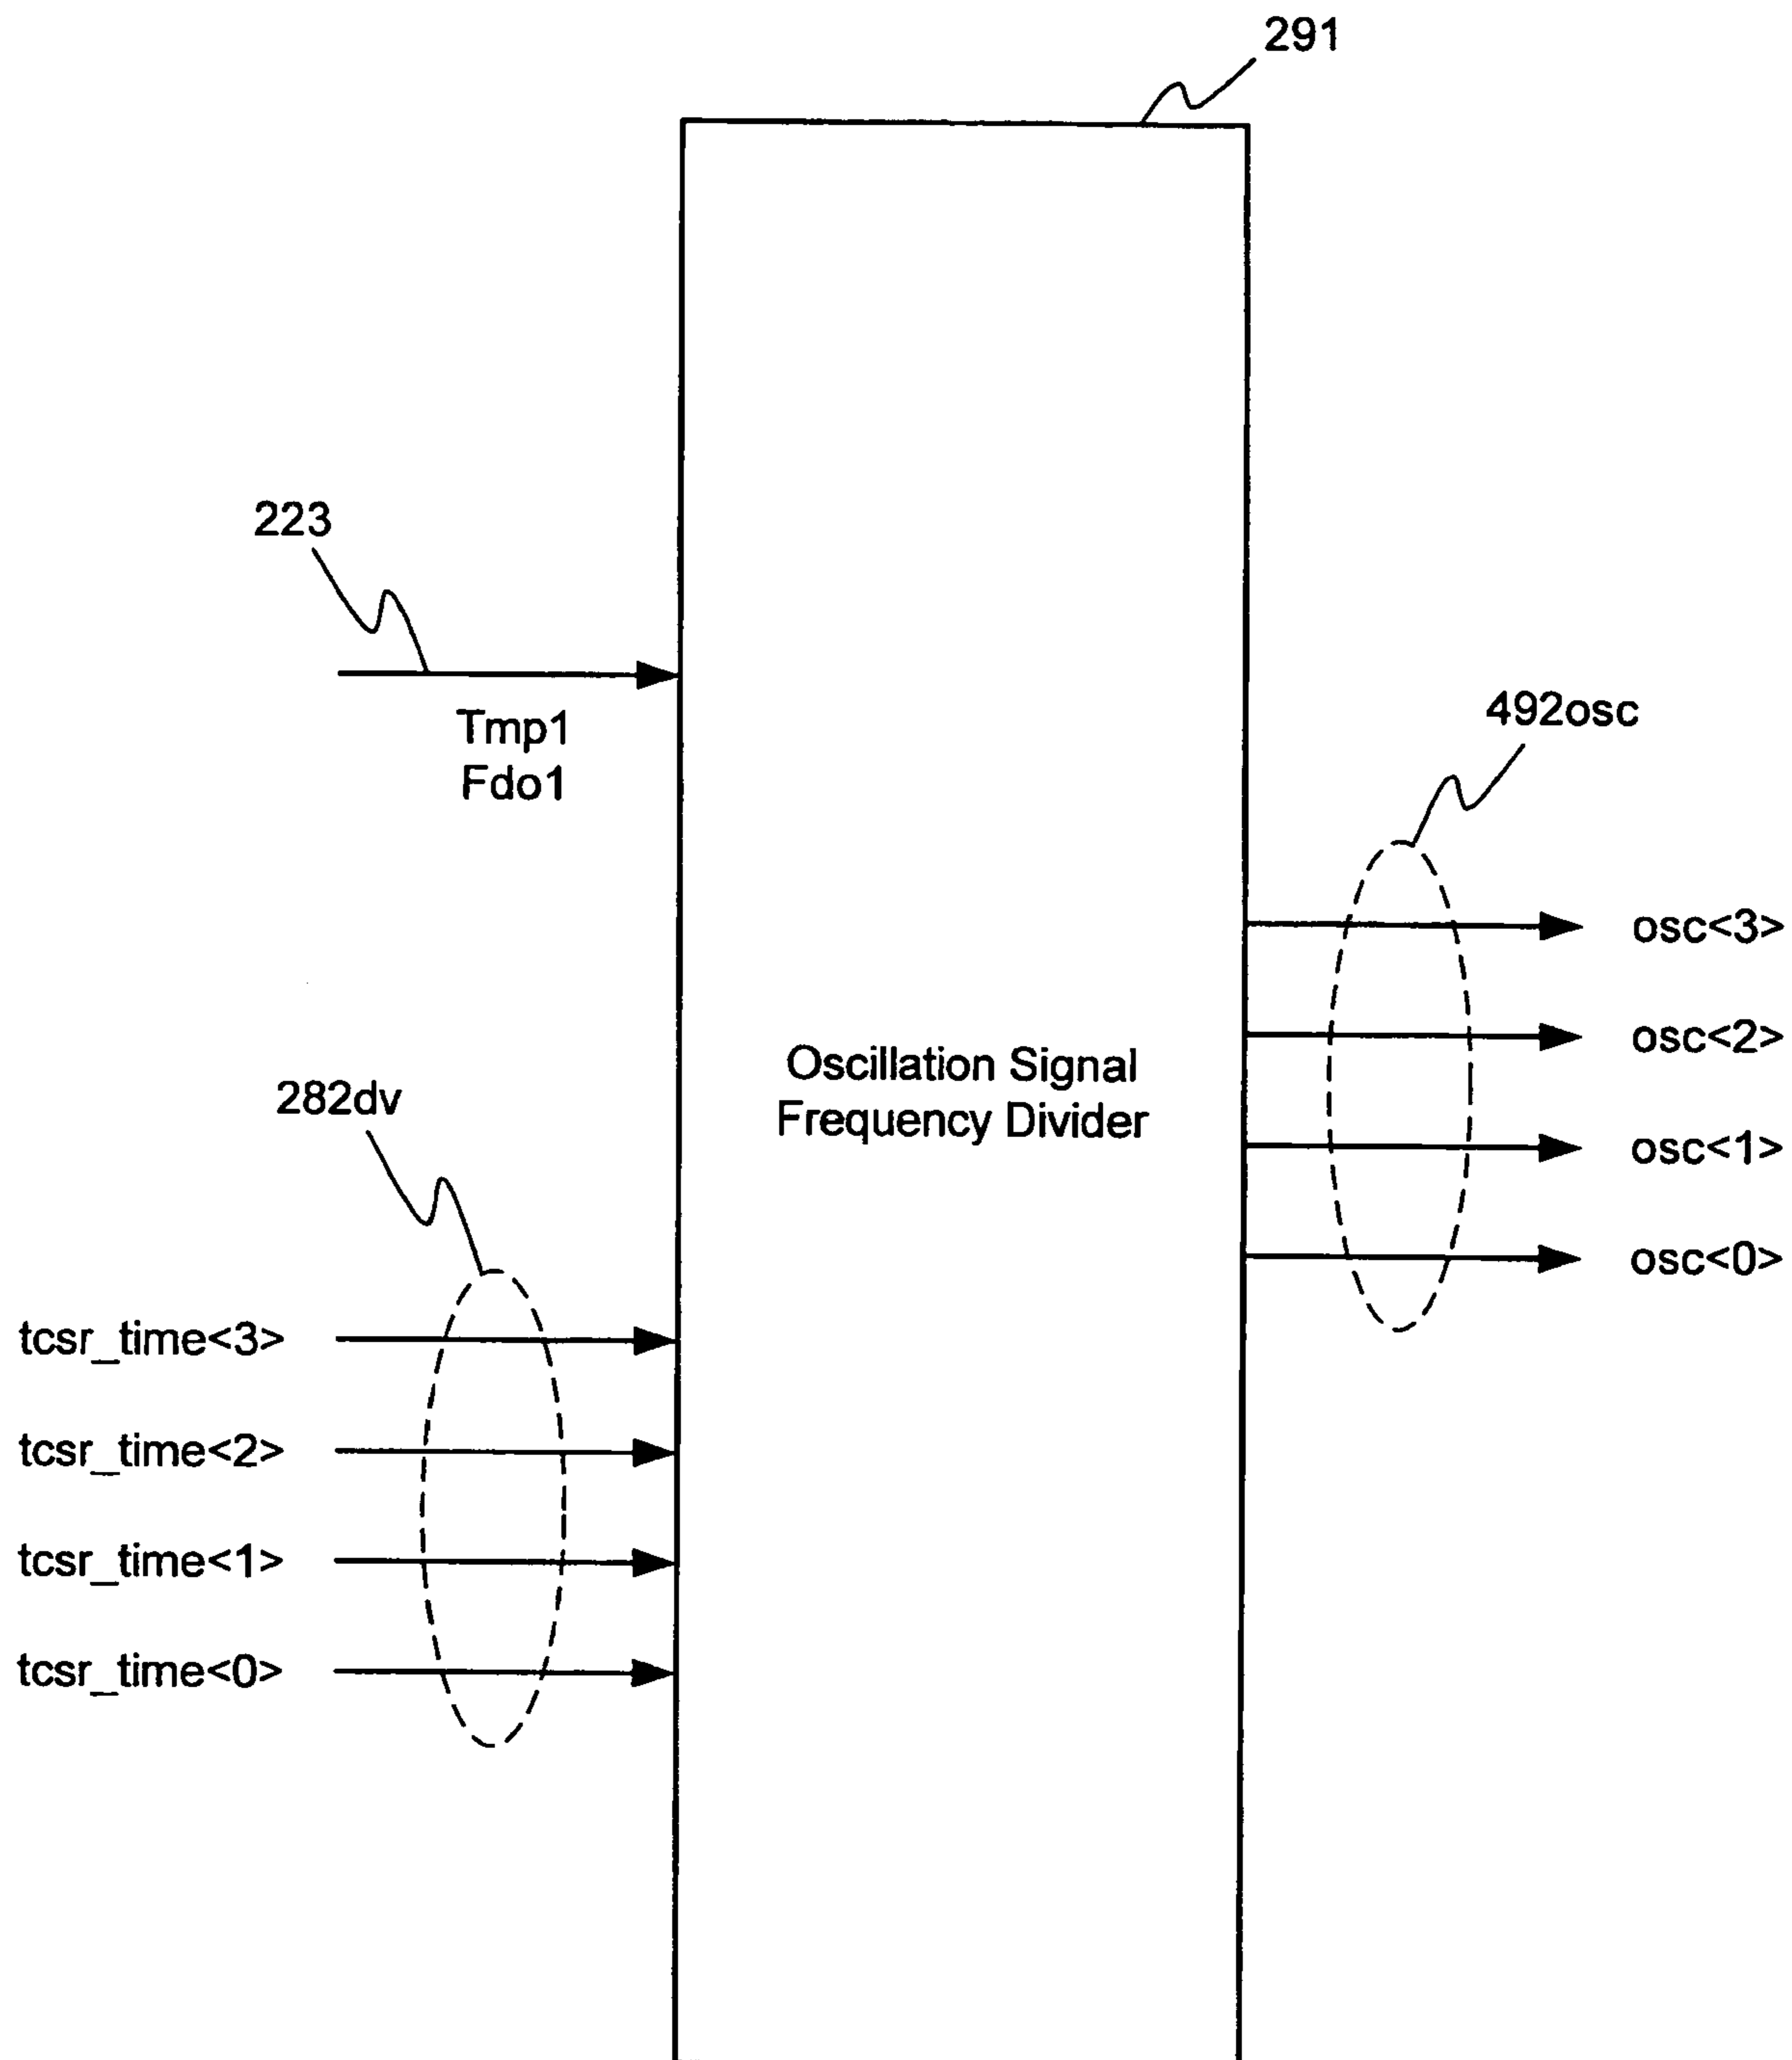 291
223
Tmp1
Fdo1
492osc
osc<3>
osc<2>
Oscillation Signal
Frequency Divider
282dv
osc<1>
osc<0>
tcsr_time<3>
tcsr_time<2>
tcsr_time<1>
tcsr_time<0>